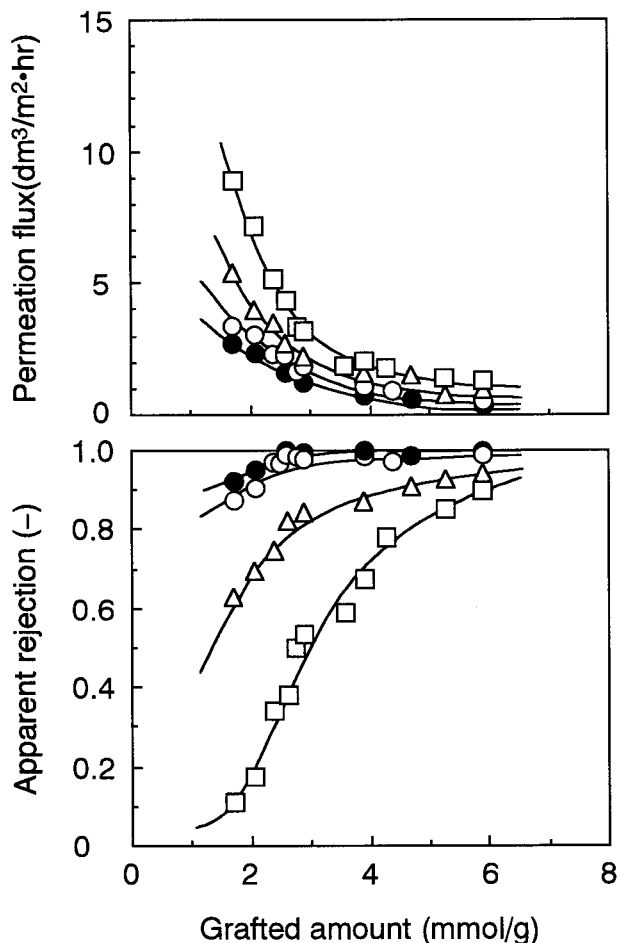 15
10
5
0
Permeation flux(dm³/m²•hr)
1.0
0.8
0.6
0.4
0.2
0
Apparent rejection (−)
0 2 4 6 8
Grafted amount (mmol/g)